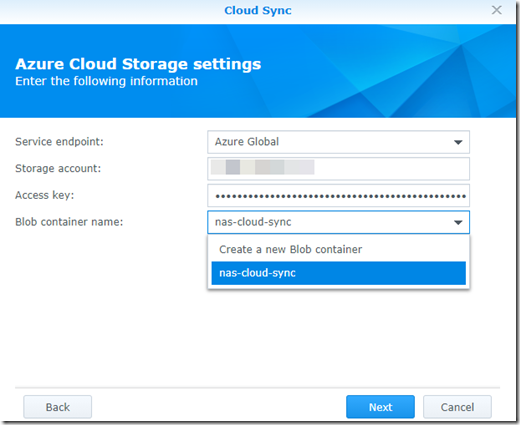 Cloud Sync
Azure Cloud Storage settings
Enter the following information
Service endpoint: Azure Global
Storage account:
Access key: ••••••••••••••••••••••••••••••••••••••••••••••
Blob container name: nas-cloud-sync
Create a new Blob container
nas-cloud-sync
Back Next Cancel